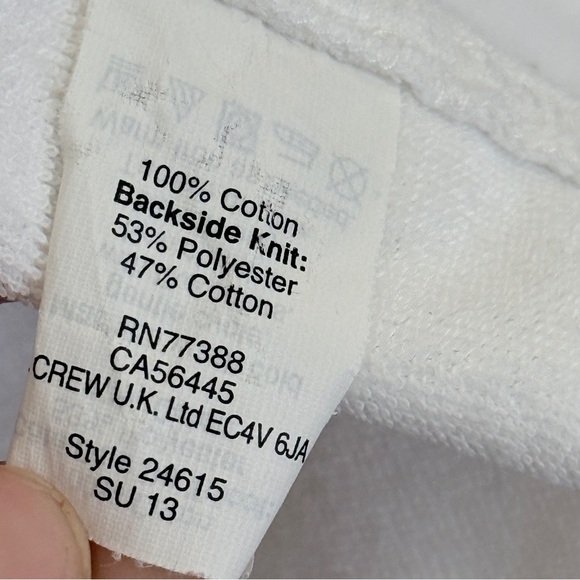 100% Cotton
Backside Knit:
53% Polyester
47% Cotton
RN77388
CA56445
.CREW U.K. Ltd EC4V 6JA
Style 24615
SU 13